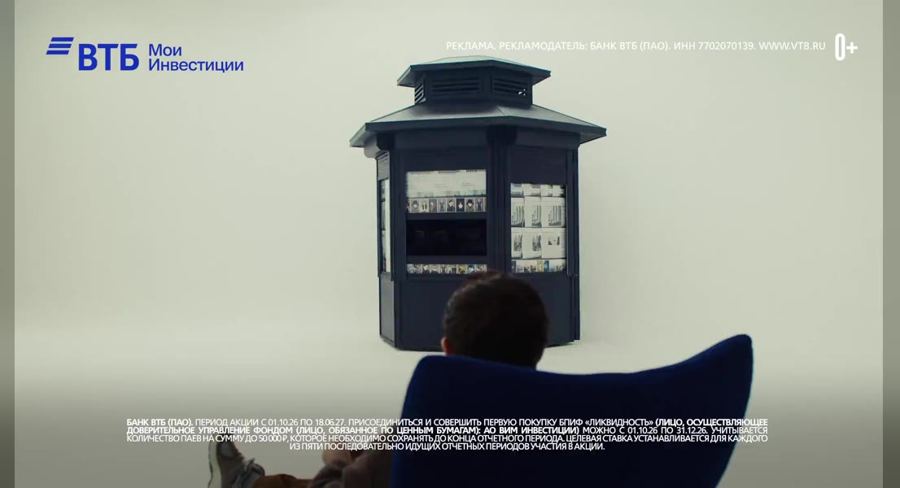 ВТБ Мои
Инвестиции
РЕКЛАМА. РЕКЛАМОДАТЕЛЬ: БАНК ВТБ (ПАО). ИНН 7702070139. WWW.VTB.RU 0+
БАНК ВТБ (ПАО). ПЕРИОД АКЦИИ С 01.10.26 ПО 18.06.27. ПРИСОЕДИНИТЬСЯ И СОВЕРШИТЬ ПЕРВУЮ ПОКУПКУ БПИФ «ЛИКВИДНОСТЬ» (ЛИЦО, ОСУЩЕСТВЛЯЮЩЕЕ
ДОВЕРИТЕЛЬНОЕ УПРАВЛЕНИЕ ФОНДОМ (ЛИЦО, ОБЯЗАННОЕ ПО ЦЕННЫМ БУМАГАМ): АО ВИМ ИНВЕСТИЦИИ) МОЖНО С 01.10.26 ПО 31.12.26. УЧИТЫВАЕТСЯ
КОЛИЧЕСТВО ПАЕВ НА СУММУ ДО 50 000 ₽, КОТОРОЕ НЕОБХОДИМО СОХРАНЯТЬ ДО КОНЦА ОТЧЕТНОГО ПЕРИОДА. ЦЕЛЕВАЯ СТАВКА УСТАНАВЛИВАЕТСЯ ДЛЯ КАЖДОГО
ИЗ ПЯТИ ПОСЛЕДОВАТЕЛЬНО ИДУЩИХ ОТЧЕТНЫХ ПЕРИОДОВ УЧАСТИЯ В АКЦИИ.